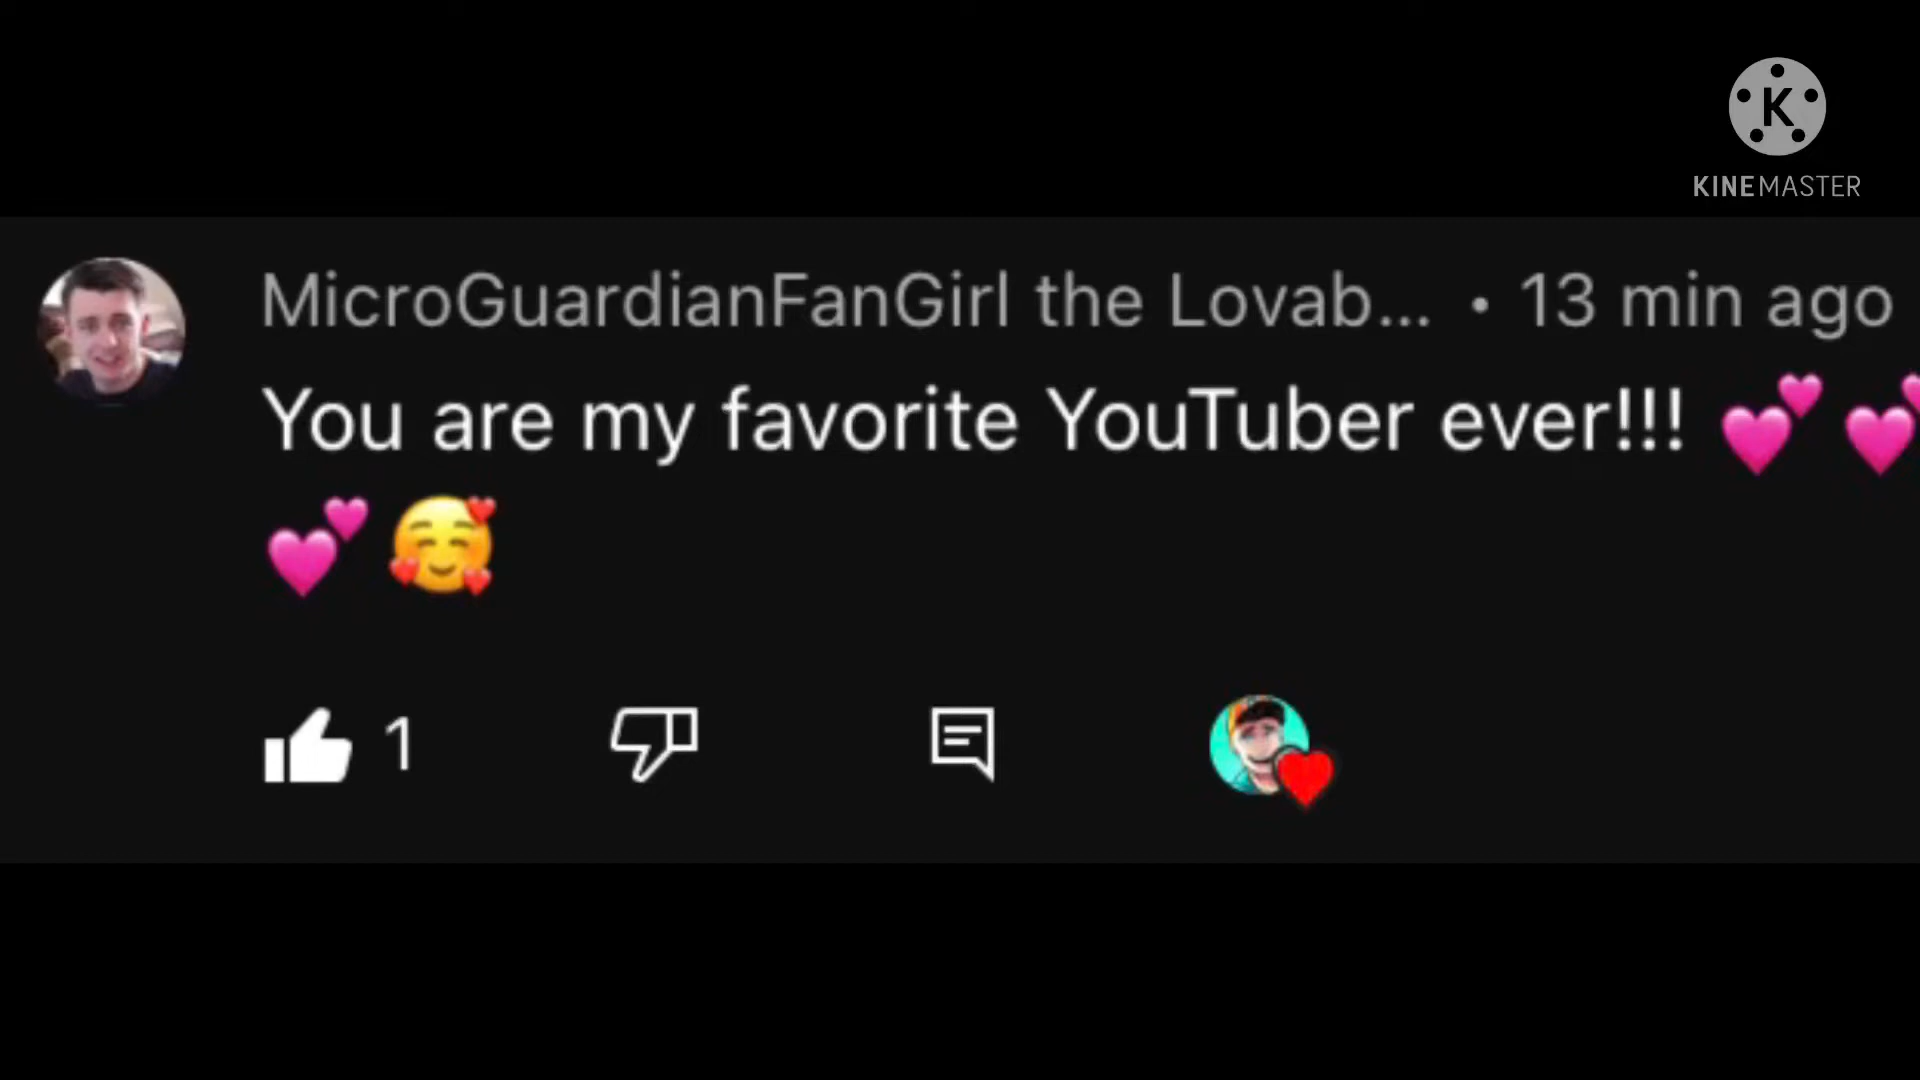 K
KINEMASTER
MicroGuardianFanGirl the Lovab... • 13 min ago
You are my favorite YouTuber ever!!! 💕💕
💕🥰
1